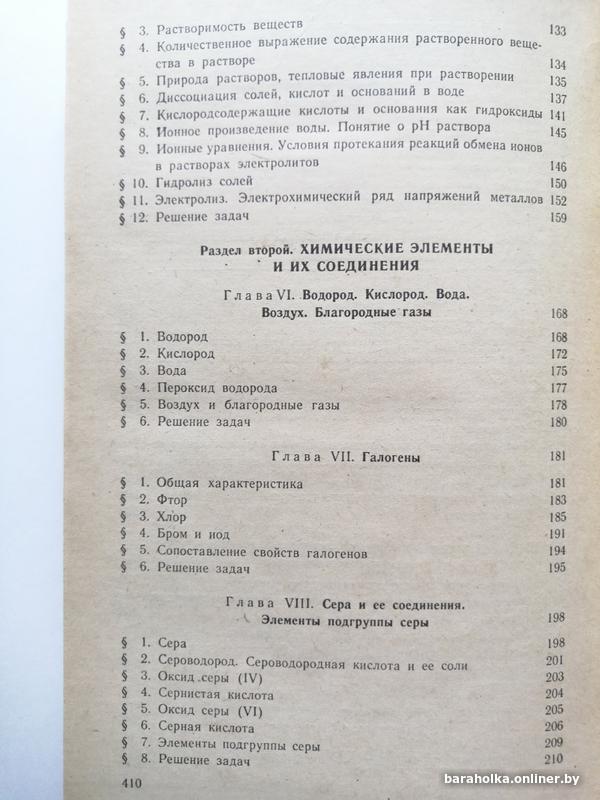 § 3. Растворимость веществ 133
§ 4. Количественное выражение содержания растворенного веще-
ства в растворе 134
§ 5. Природа растворов, тепловые явления при растворении 135
§ 6. Диссоциация солей, кислот и оснований в воде 137
§ 7. Кислородсодержащие кислоты и основания как гидроксиды 141
§ 8. Ионное произведение воды. Понятие о pH раствора 145
§ 9. Ионные уравнения. Условия протекания реакций обмена ионов
в растворах электролитов 146
§ 10. Гидролиз солей 150
§ 11. Электролиз. Электрохимический ряд напряжений металлов 152
§ 12. Решение задач 159
Раздел второй. ХИМИЧЕСКИЕ ЭЛЕМЕНТЫ
И ИХ СОЕДИНЕНИЯ
Глава VI. Водород. Кислород. Вода.
Воздух. Благородные газы 168
§ 1. Водород 168
§ 2. Кислород 172
§ 3. Вода 175
§ 4. Пероксид водорода 177
§ 5. Воздух и благородные газы 178
§ 6. Решение задач 180
Глава VII. Галогены 181
§ 1. Общая характеристика 181
§ 2. Фтор 183
§ 3. Хлор 185
§ 4. Бром и иод 191
§ 5. Сопоставление свойств галогенов 194
§ 6. Решение задач 195
Глава VIII. Сера и ее соединения.
Элементы подгруппы серы 198
§ 1. Сера 198
§ 2. Сероводород. Сероводородная кислота и ее соли 201
§ 3. Оксид серы (IV) 203
§ 4. Сернистая кислота 204
§ 5. Оксид серы (VI) 205
§ 6. Серная кислота 206
§ 7. Элементы подгруппы серы 209
§ 8. Решение задач 210
410
baraholka.onliner.by